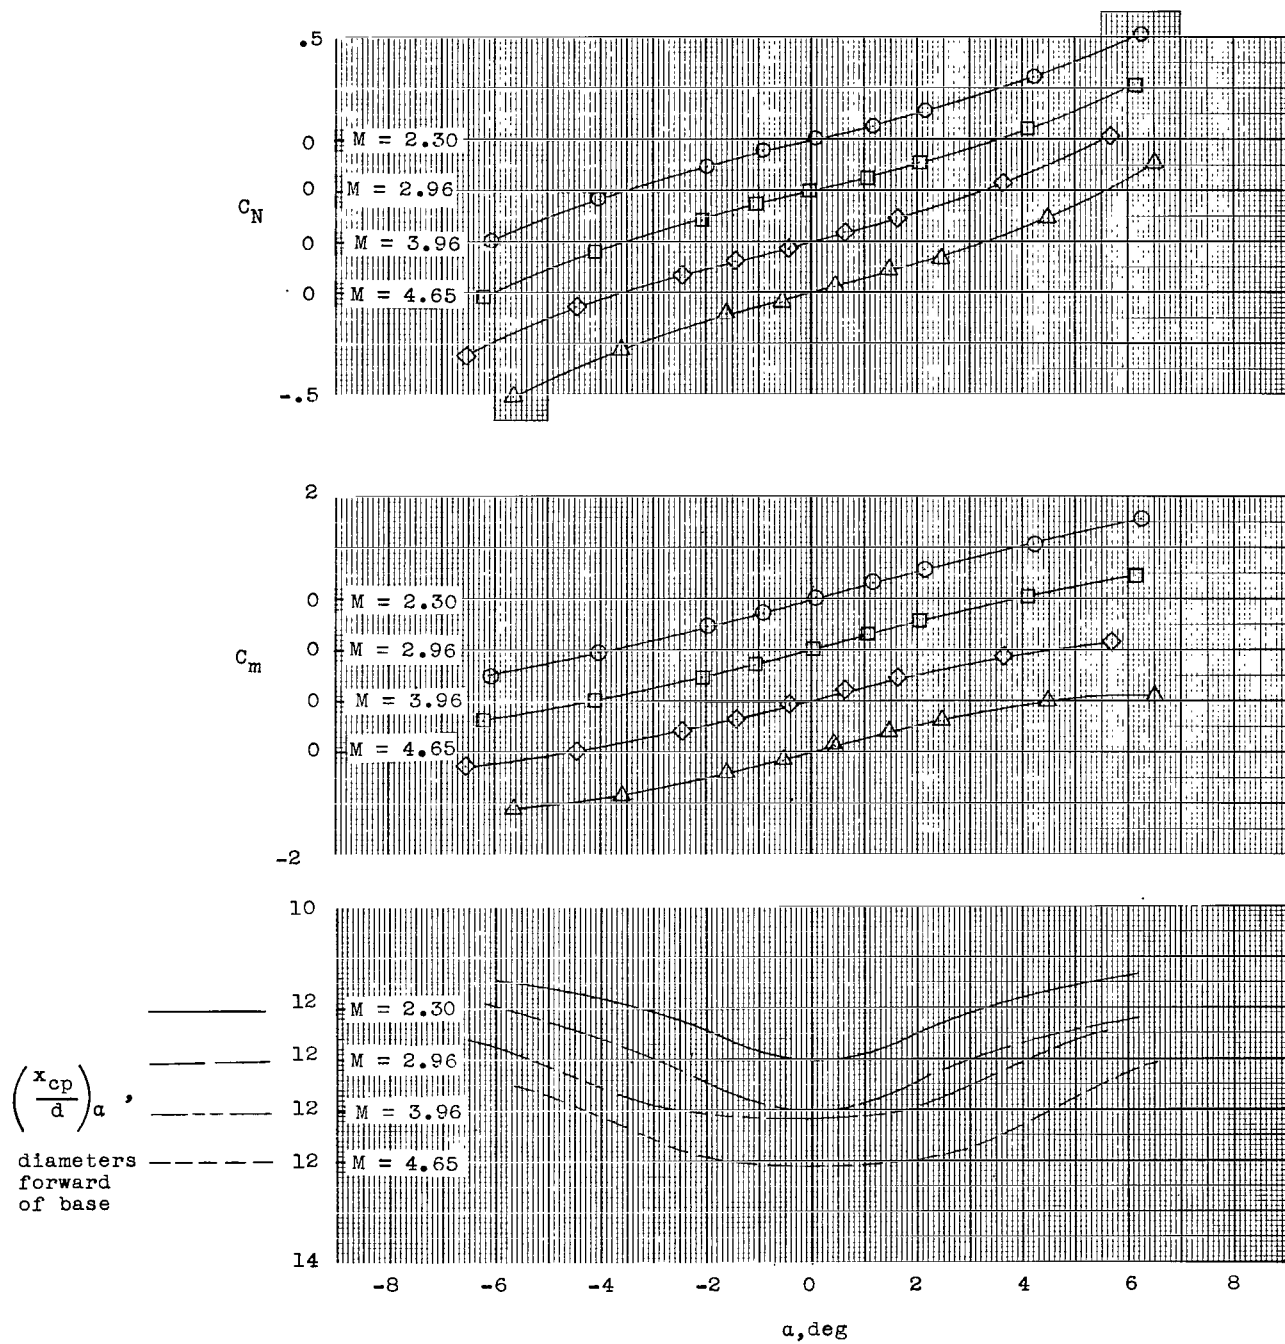 .5
0 M = 2.30
0 M = 2.96
C_N
0 M = 3.96
0 M = 4.65
-.5
2
0 M = 2.30
0 M = 2.96
C_m
0 M = 3.96
0 M = 4.65
-2
10
12 M = 2.30
12 M = 2.96
(x_cp/d)_α ,
12 M = 3.96
12 M = 4.65
diameters
forward
of base
14
-8 -6 -4 -2 0 2 4 6 8
α,deg